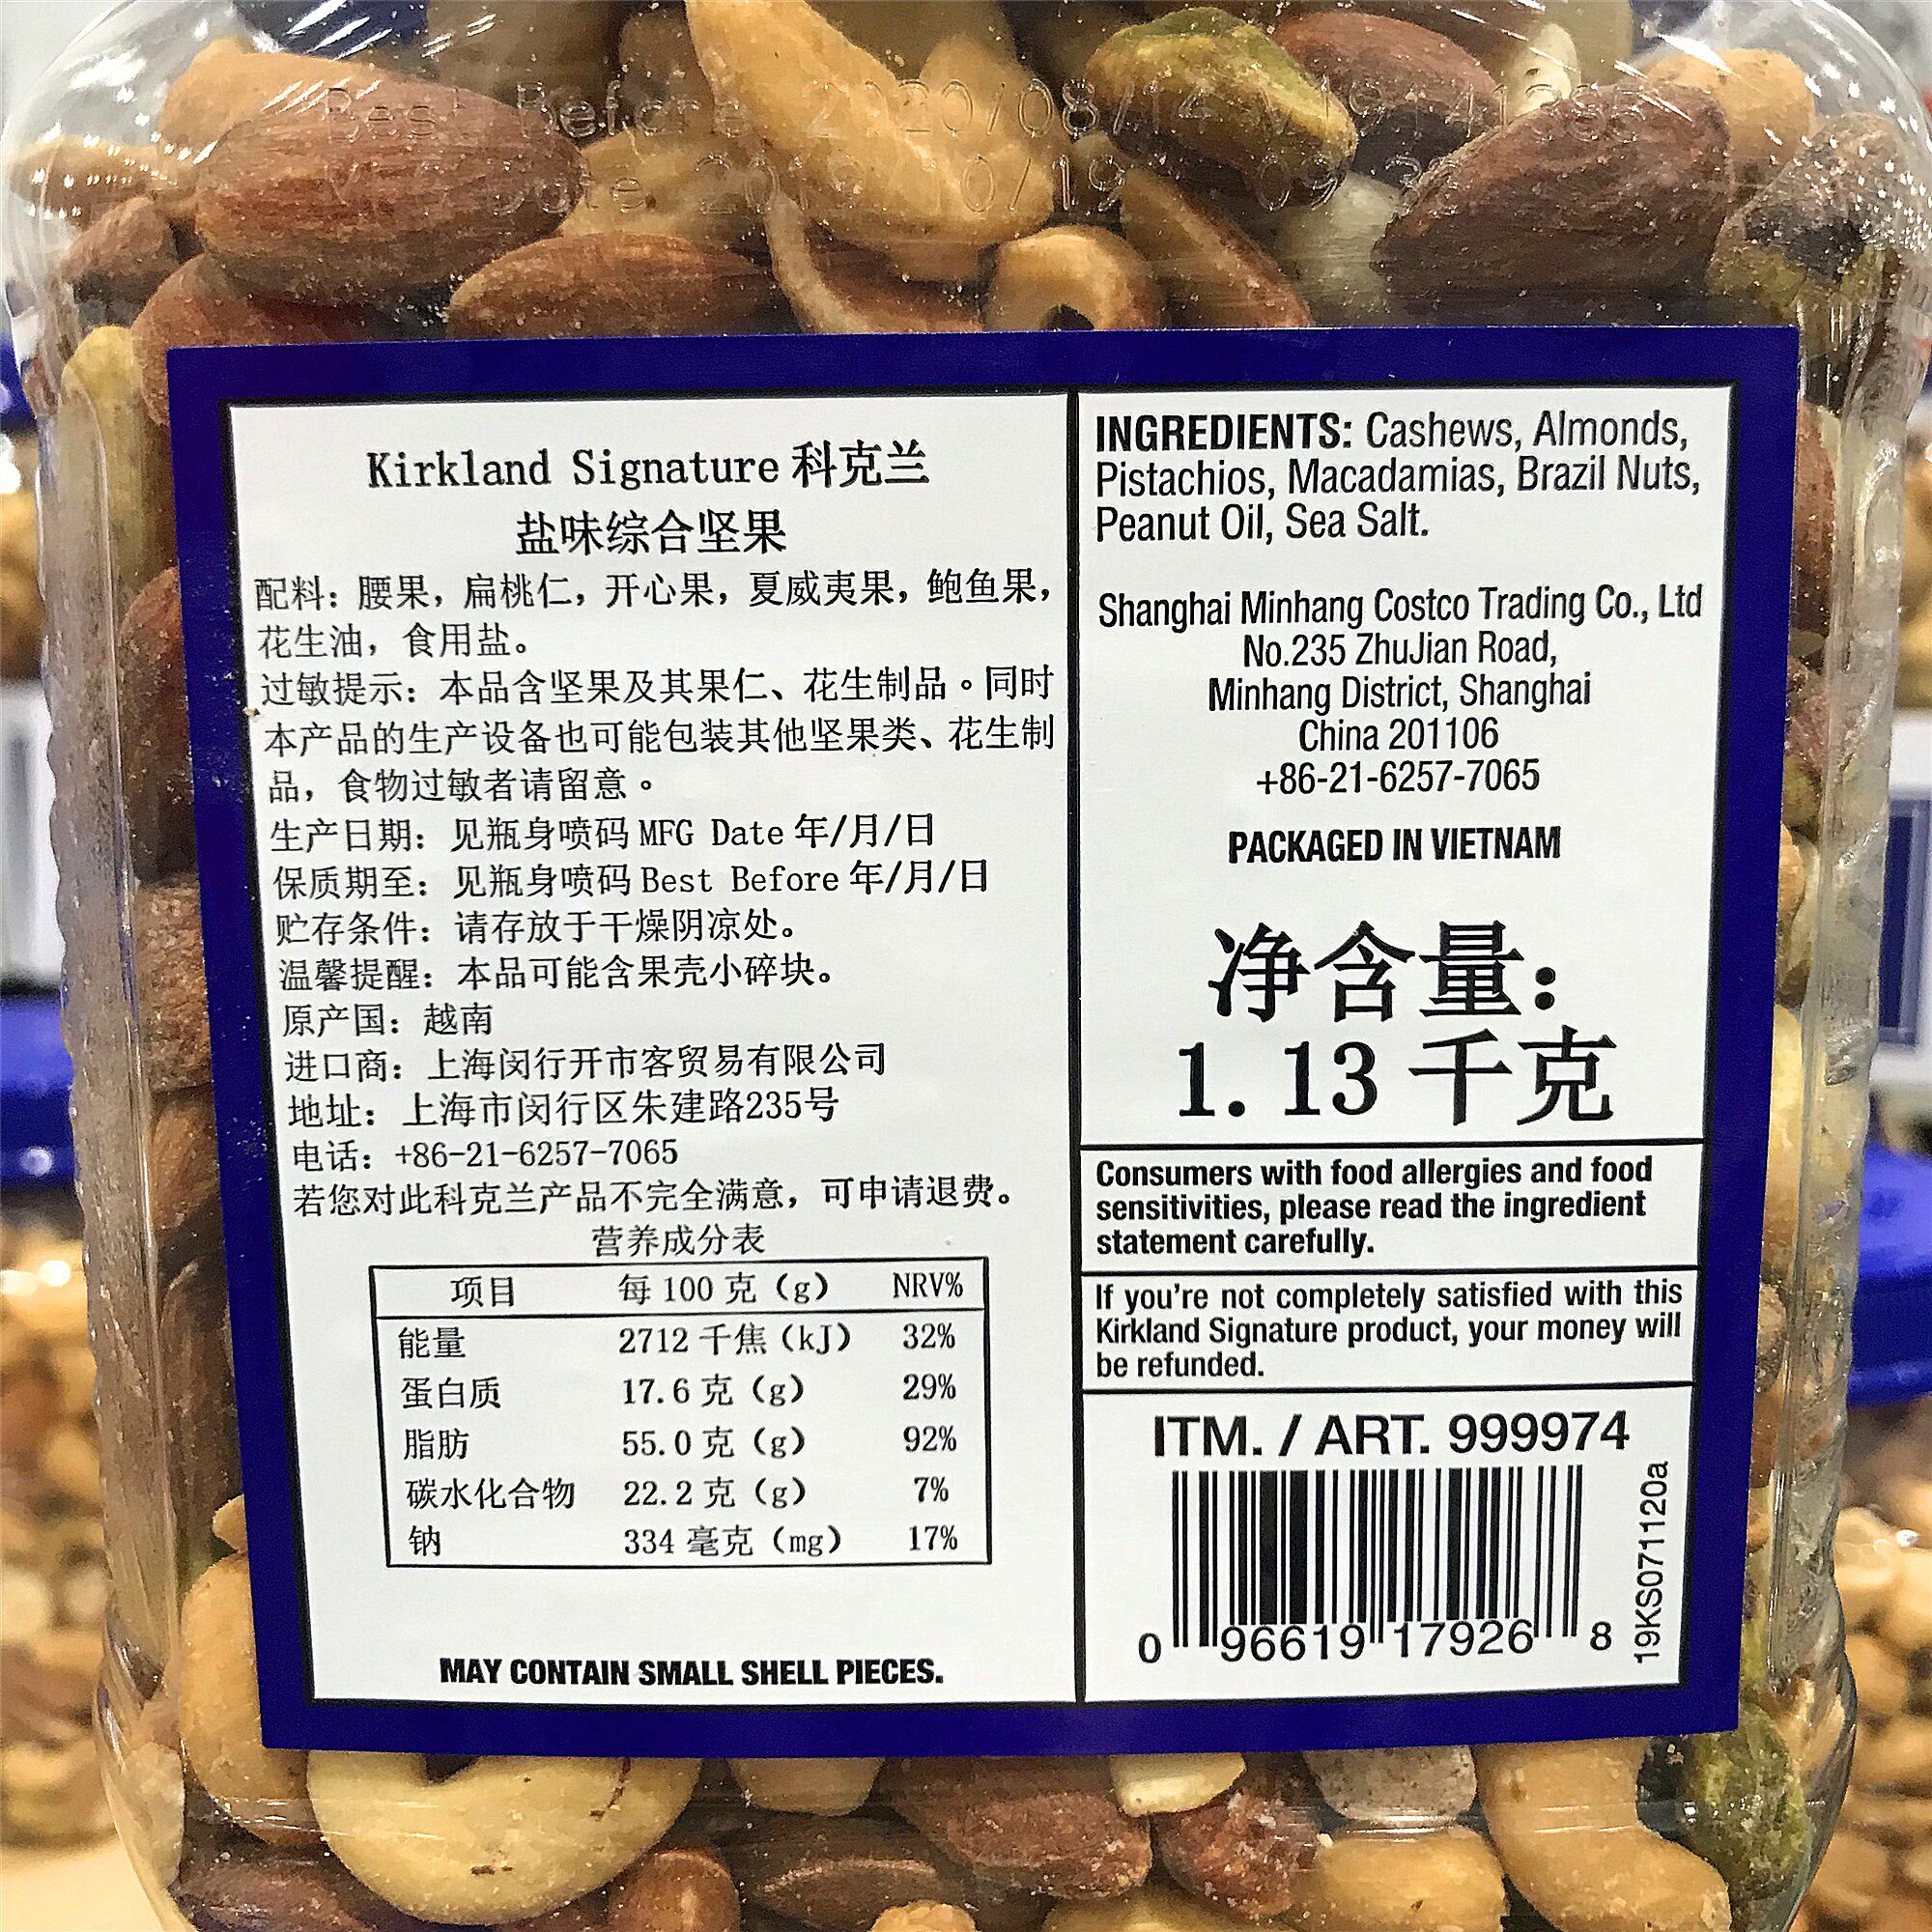 Best Before 2020/08/14
Date 2019/10/19 09:3
Kirkland Signature 科克兰
盐味综合坚果
配料：腰果，扁桃仁，开心果，夏威夷果，鲍鱼果，
花生油，食用盐。
过敏提示：本品含坚果及其果仁、花生制品。同时
本产品的生产设备也可能包装其他坚果类、花生制
品，食物过敏者请留意。
生产日期：见瓶身喷码 MFG Date 年/月/日
保质期至：见瓶身喷码 Best Before 年/月/日
贮存条件：请存放于干燥阴凉处。
温馨提醒：本品可能含果壳小碎块。
原产国：越南
进口商：上海闵行开市客贸易有限公司
地址：上海市闵行区朱建路235号
电话：+86-21-6257-7065
若您对此科克兰产品不完全满意，可申请退费。
营养成分表
项目 每 100 克（g） NRV%
能量 2712 千焦（kJ） 32%
蛋白质 17.6 克（g） 29%
脂肪 55.0 克（g） 92%
碳水化合物 22.2 克（g） 7%
钠 334 毫克（mg） 17%
MAY CONTAIN SMALL SHELL PIECES.
INGREDIENTS: Cashews, Almonds,
Pistachios, Macadamias, Brazil Nuts,
Peanut Oil, Sea Salt.
Shanghai Minhang Costco Trading Co., Ltd
No.235 ZhuJian Road,
Minhang District, Shanghai
China 201106
+86-21-6257-7065
PACKAGED IN VIETNAM
净含量：
1.13 千克
Consumers with food allergies and food
sensitivities, please read the ingredient
statement carefully.
If you're not completely satisfied with this
Kirkland Signature product, your money will
be refunded.
ITM. / ART. 999974
0 96619 17926 8
19KS071120a